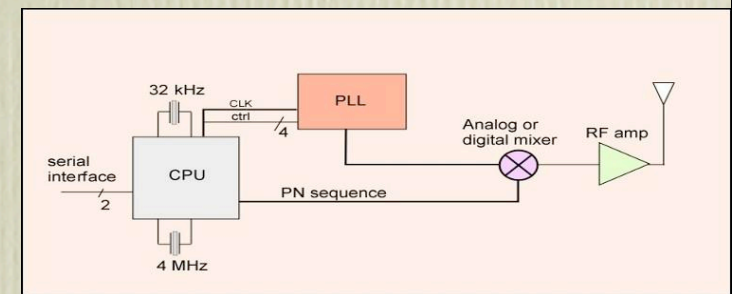 32 kHz
CLK
ctrl
4
PLL
Analog or
digital mixer
RF amp
serial
interface
2
CPU
PN sequence
4 MHz